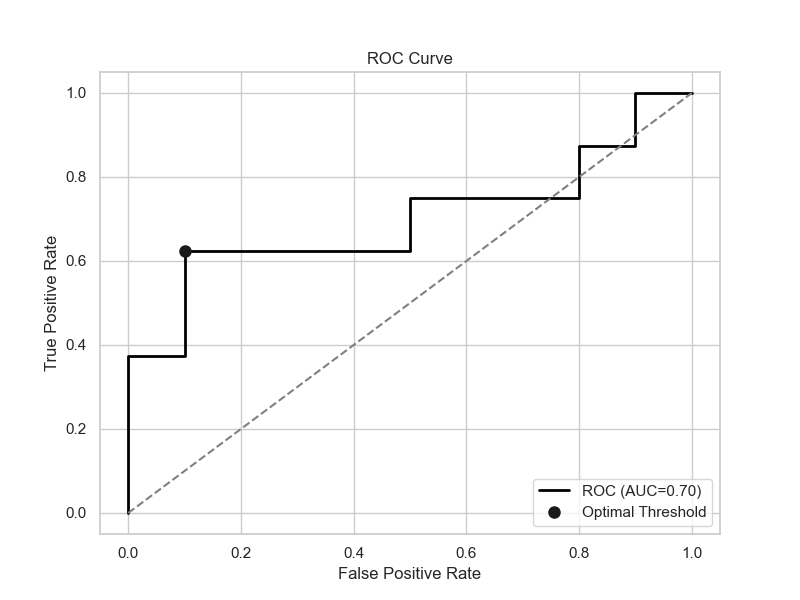 ROC Curve
True Positive Rate
1.0
0.8
0.6
0.4
0.2
0.0
0.0 0.2 0.4 0.6 0.8 1.0
False Positive Rate
ROC (AUC=0.70)
Optimal Threshold